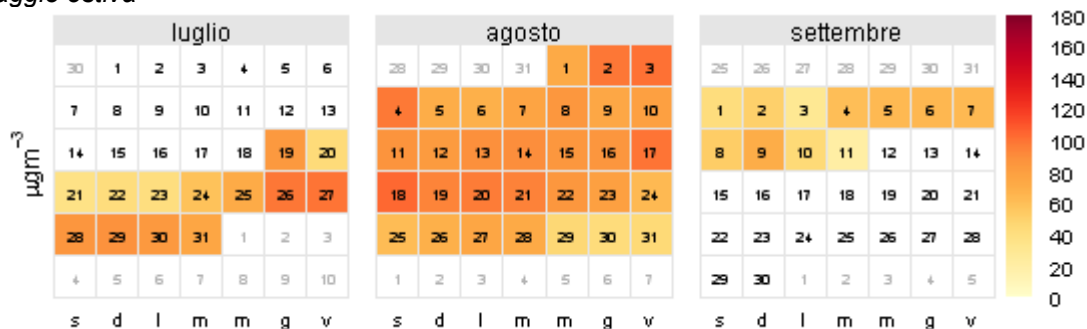 luglio agosto settembre
30 1 2 3 4 5 6 28 29 30 31 1 2 3 25 26 27 28 29 30 31
7 8 9 10 11 12 13 4 5 6 7 8 9 10 1 2 3 4 5 6 7
14 15 16 17 18 19 20 11 12 13 14 15 16 17 8 9 10 11 12 13 14
21 22 23 24 25 26 27 18 19 20 21 22 23 24 15 16 17 18 19 20 21
28 29 30 31 1 2 3 25 26 27 28 29 30 31 22 23 24 25 26 27 28
4 5 6 7 8 9 10 1 2 3 4 5 6 7 29 30 1 2 3 4 5
s d l m m g v s d l m m g v s d l m m g v
µgm⁻³
180
160
140
120
100
80
60
40
20
0